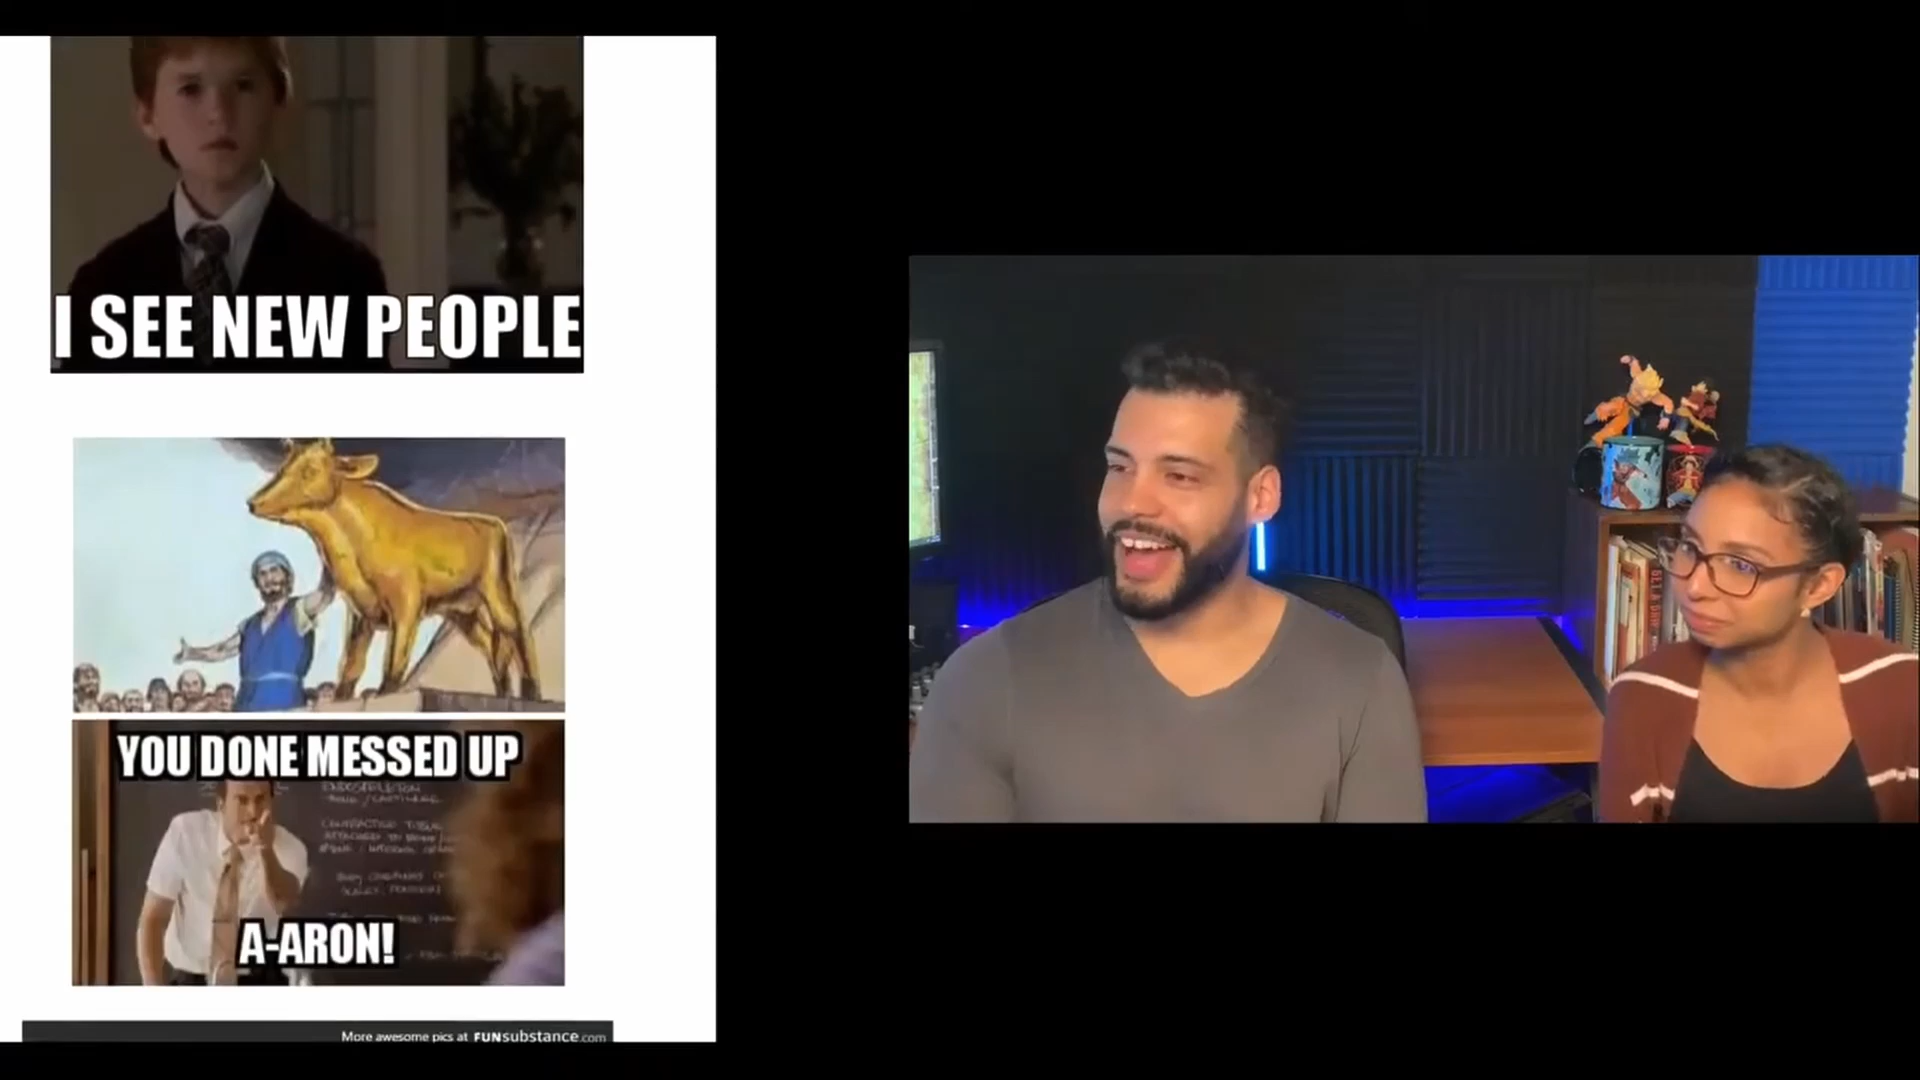 I SEE NEW PEOPLE
YOU DONE MESSED UP
A-ARON!
More awesome pics at FUNsubstance.com